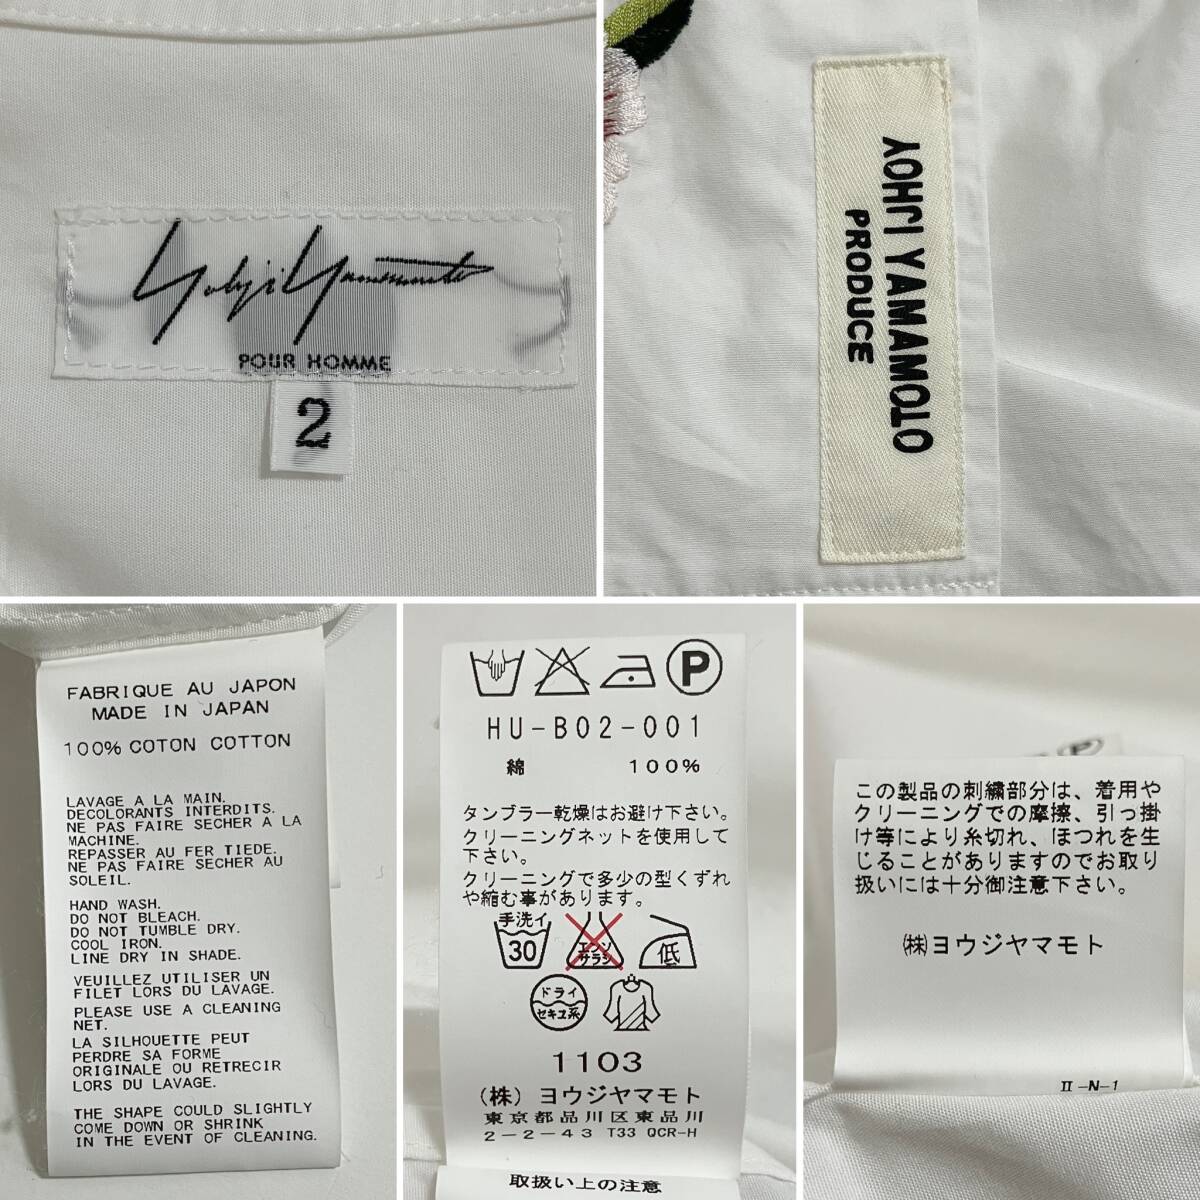 Yohji Yamamoto
POUR HOMME
2
YOHJI YAMAMOTO
PRODUCE
FABRIQUE AU JAPON
MADE IN JAPAN
100% COTON COTTON
LAVAGE A LA MAIN.
DECOLORANTS INTERDITS.
NE PAS FAIRE SECHER A LA
MACHINE.
REPASSER AU FER TIEDE.
NE PAS FAIRE SECHER AU
SOLEIL.
HAND WASH.
DO NOT BLEACH.
DO NOT TUMBLE DRY.
COOL IRON.
LINE DRY IN SHADE.
VEUILLEZ UTILISER UN
FILET LORS DU LAVAGE.
PLEASE USE A CLEANING
NET.
LA SILHOUETTE PEUT
PERDRE SA FORME
ORIGINALE OU RETRECIR
LORS DU LAVAGE.
THE SHAPE COULD SLIGHTLY
COME DOWN OR SHRINK
IN THE EVENT OF CLEANING.
P
HU-B02-001
綿 100%
タンブラー乾燥はお避け下さい。
クリーニングネットを使用して
下さい。
クリーニングで多少の型くずれ
や縮む事があります。
手洗イ
30
エンソ
サラシ
低
ドライ
セキユ系
1103
(株) ヨウジヤマモト
東京都品川区東品川
2-2-43 T33 QCR-H
取扱い上の注意
P
この製品の刺繍部分は、着用や
クリーニングでの摩擦、引っ掛
け等により糸切れ、ほつれを生
じることがありますのでお取り
扱いには十分御注意下さい。
㈱ヨウジヤマモト
II-N-1